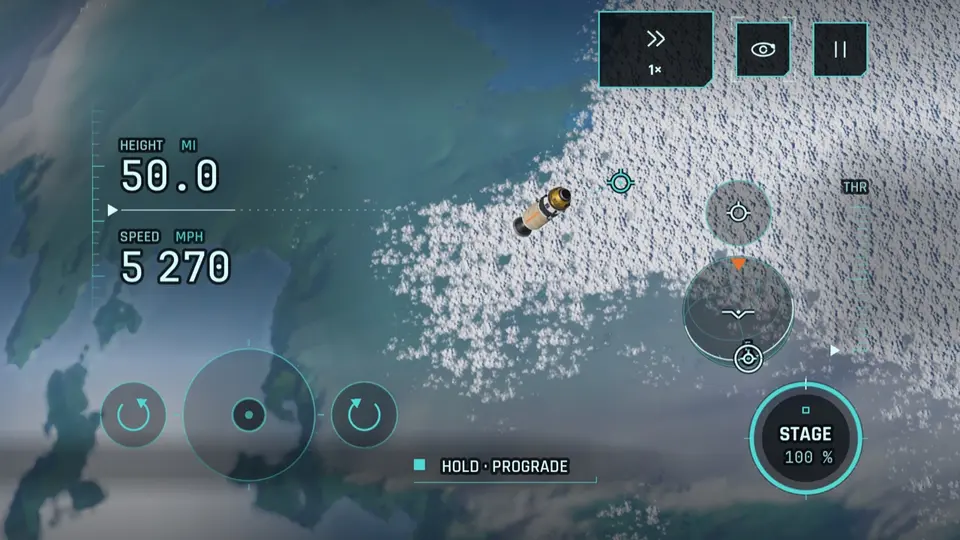 1×
HEIGHT MI
50.0
SPEED MPH
5 270
THR
STAGE
100 %
HOLD · PROGRADE